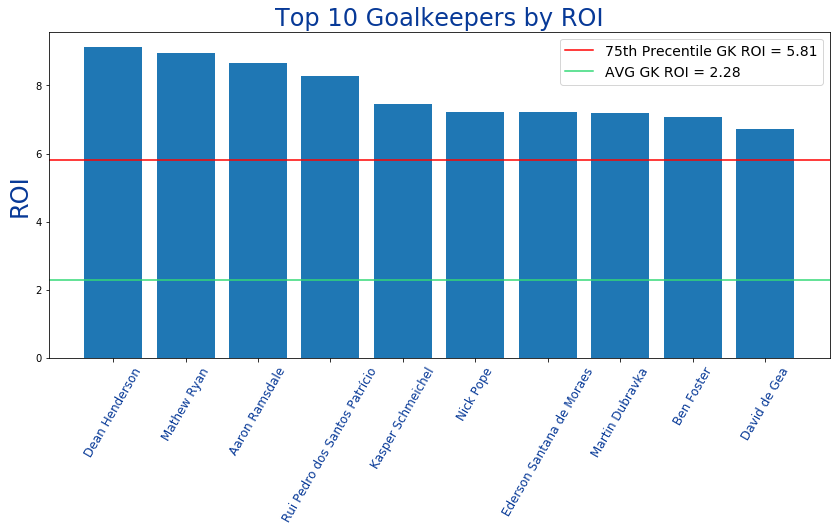 Top 10 Goalkeepers by ROI
75th Precentile GK ROI = 5.81
AVG GK ROI = 2.28
ROI
8
6
4
2
0
Dean Henderson
Mathew Ryan
Aaron Ramsdale
Rui Pedro dos Santos Patrício
Kasper Schmeichel
Nick Pope
Ederson Santana de Moraes
Martin Dubravka
Ben Foster
David de Gea